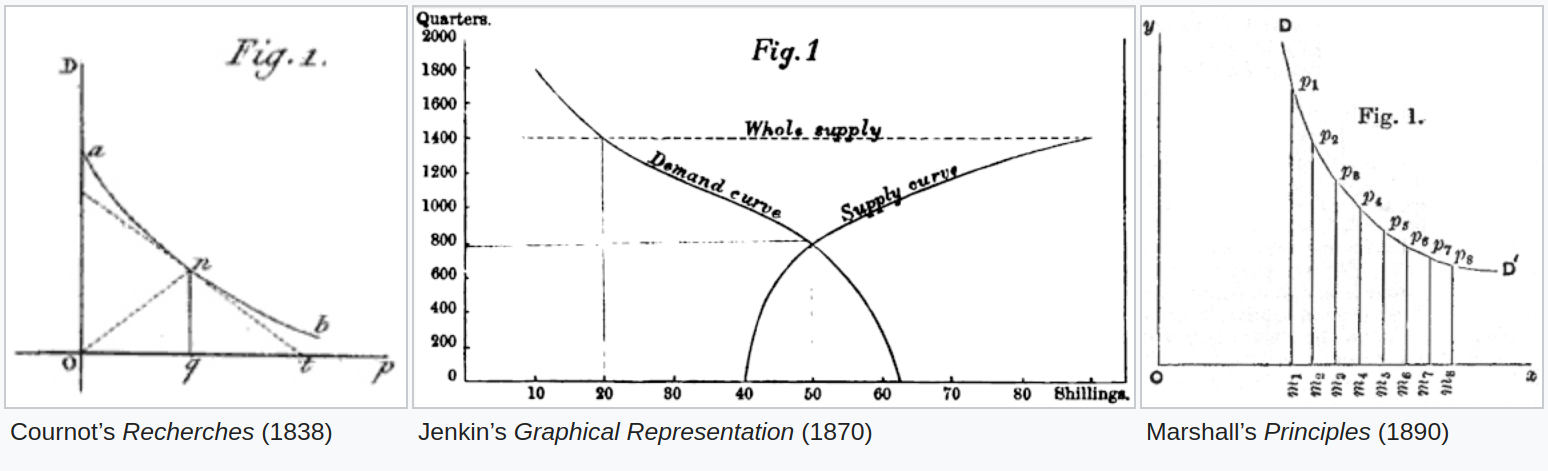 Fig. 1.
D
a
n
b
O
q
t
p
Cournot’s Recherches (1838)
Quarters.
2000
1800
1600
1400
1200
1000
800
600
400
200
0
Fig. 1
Whole supply
Demand curve
Supply curve
10 20 30 40 50 60 70 80 Shillings.
Jenkin’s Graphical Representation (1870)
y
D
p1
p2
p3
p4
p5
p6
p7
p8
D'
Fig. 1.
O
m1 m2 m3 m4 m5 m6 m7 m8
x
Marshall’s Principles (1890)